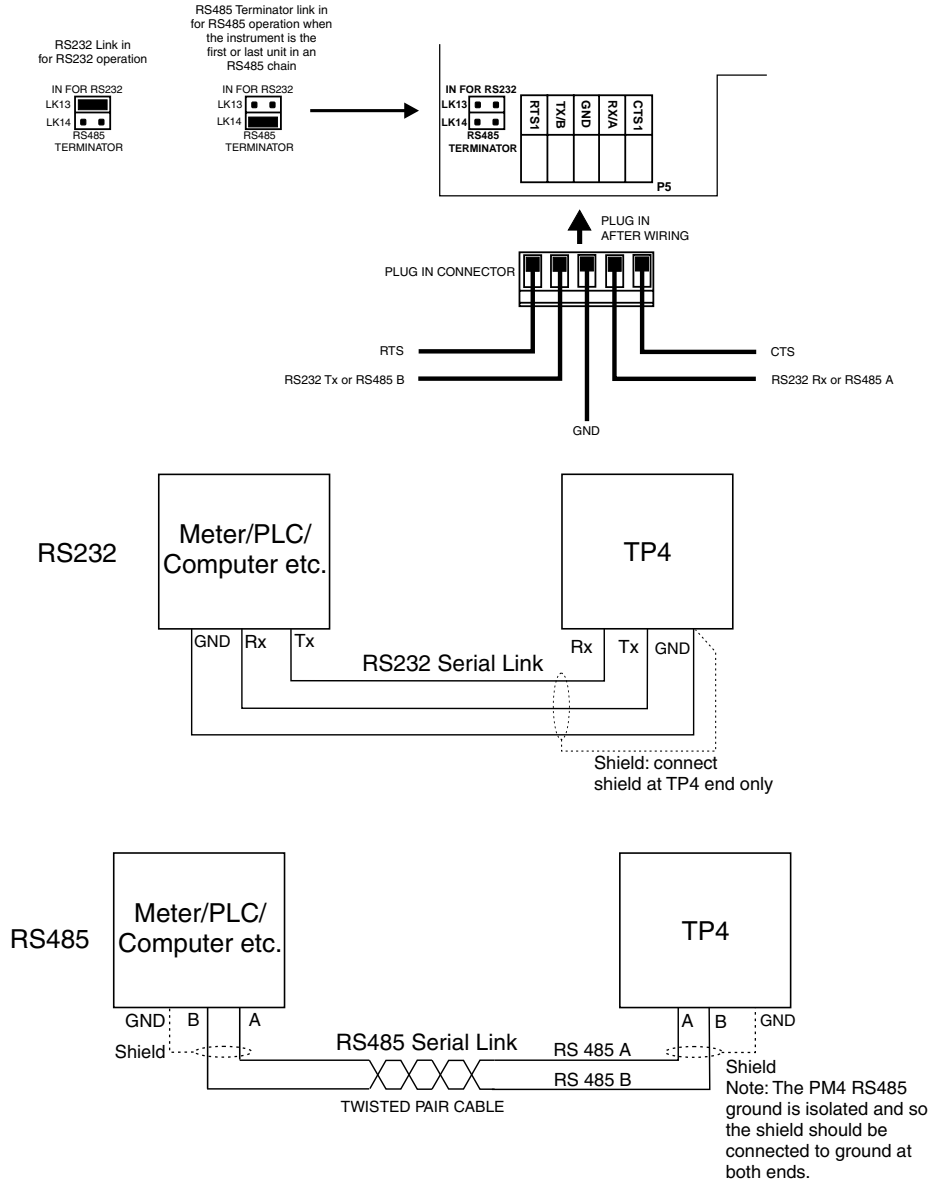 RS232 Link in
for RS232 operation
IN FOR RS232
LK13
LK14
RS485
TERMINATOR
RS485 Terminator link in
for RS485 operation when
the instrument is the
first or last unit in an
RS485 chain
IN FOR RS232
LK13
LK14
RS485
TERMINATOR
IN FOR RS232
LK13
LK14
RS485
TERMINATOR
RTS1
TX/B
GND
RX/A
CTS1
P5
PLUG IN
AFTER WIRING
PLUG IN CONNECTOR
RTS
CTS
RS232 Tx or RS485 B
RS232 Rx or RS485 A
GND
RS232
Meter/PLC/
Computer etc.
TP4
GND
Rx
Tx
Rx
Tx
GND
RS232 Serial Link
Shield: connect
shield at TP4 end only
RS485
Meter/PLC/
Computer etc.
TP4
GND
B
A
A
B
GND
Shield
RS485 Serial Link
RS 485 A
RS 485 B
TWISTED PAIR CABLE
Shield
Note: The PM4 RS485
ground is isolated and so
the shield should be
connected to ground at
both ends.